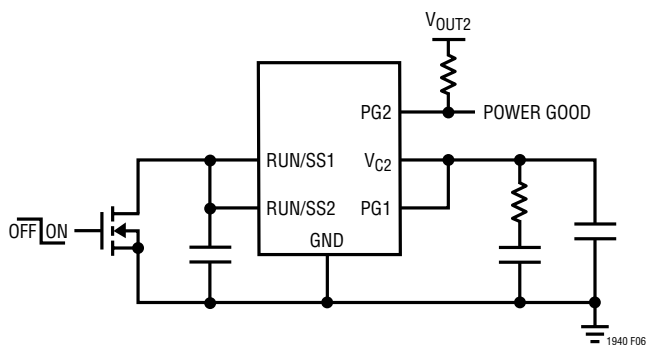 VOUT2
PG2
POWER GOOD
RUN/SS1
VC2
OFF
ON
RUN/SS2
PG1
GND
1940 F06